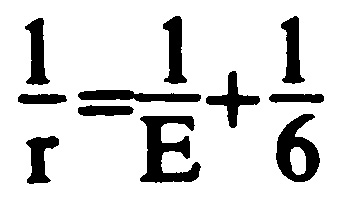 1/r = 1/E + 1/6